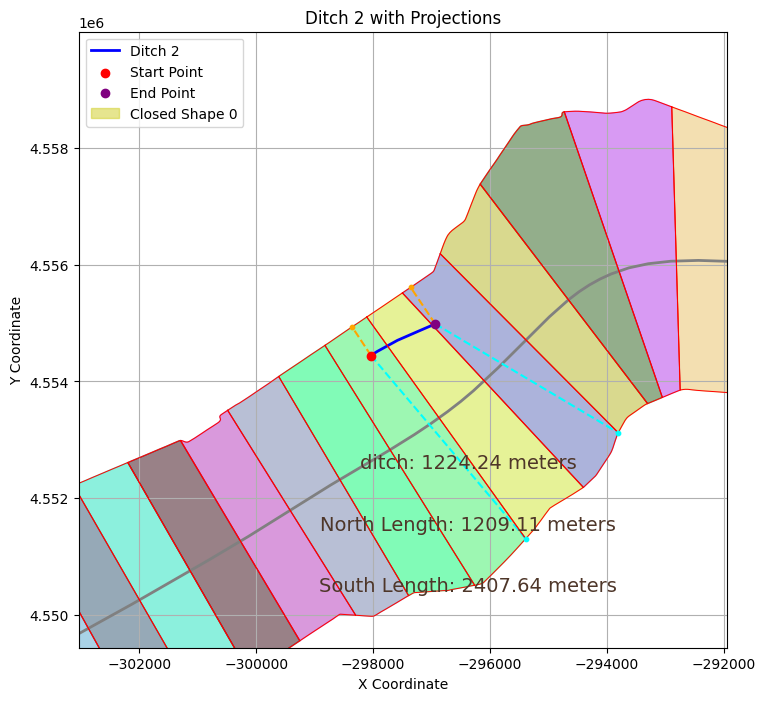 Ditch 2 with Projections
1e6
Ditch 2
Start Point
End Point
Closed Shape 0
4.558
4.556
4.554
4.552
4.550
Y Coordinate
ditch: 1224.24 meters
North Length: 1209.11 meters
South Length: 2407.64 meters
−302000 −300000 −298000 −296000 −294000 −292000
X Coordinate